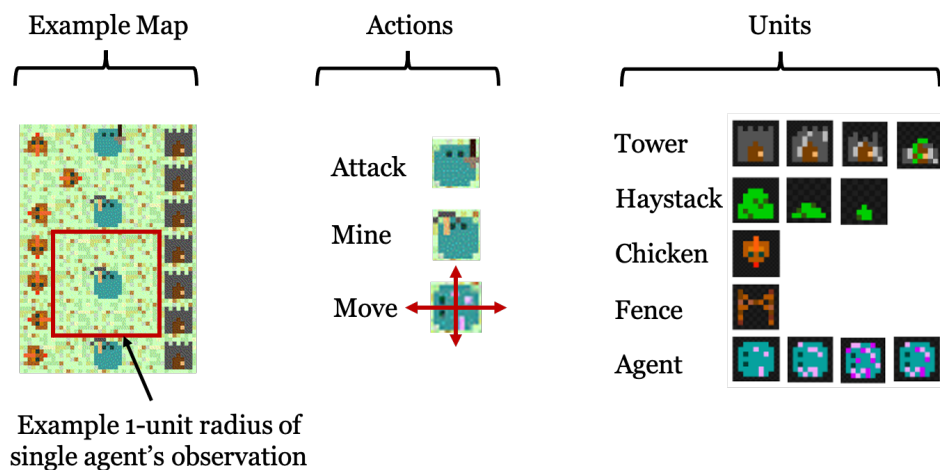 Example Map
Actions
Units
Attack
Mine
Move
Tower
Haystack
Chicken
Fence
Agent
Example 1-unit radius of
single agent's observation